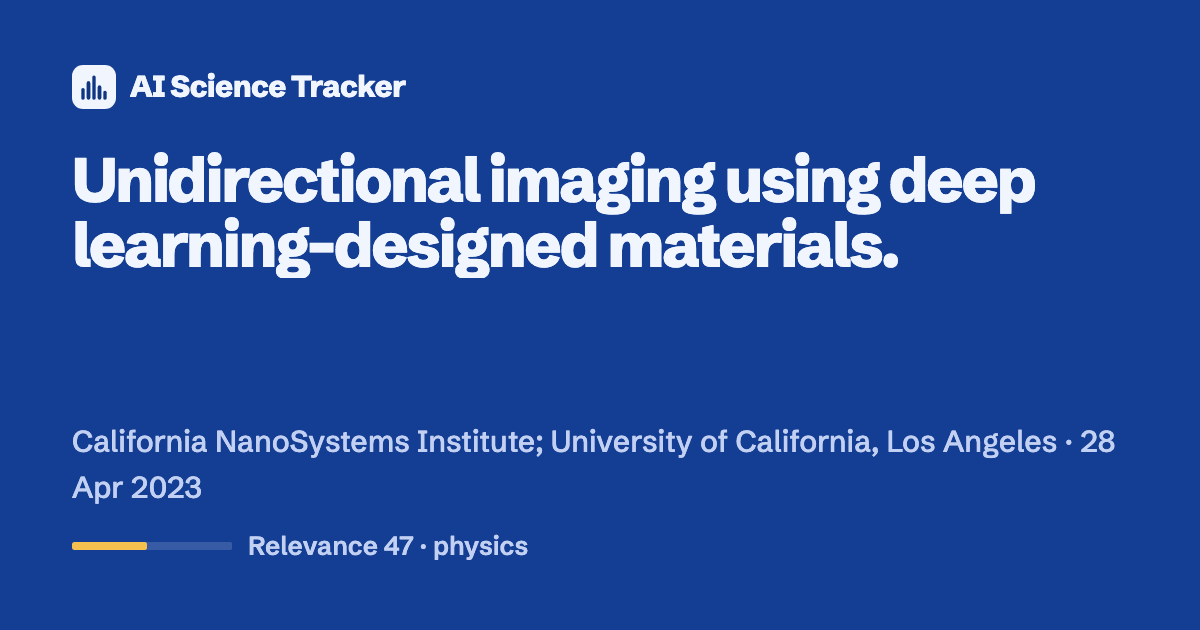 AI Science Tracker
Unidirectional imaging using deep
learning-designed materials.
California NanoSystems Institute; University of California, Los Angeles · 28
Apr 2023
Relevance 47 · physics